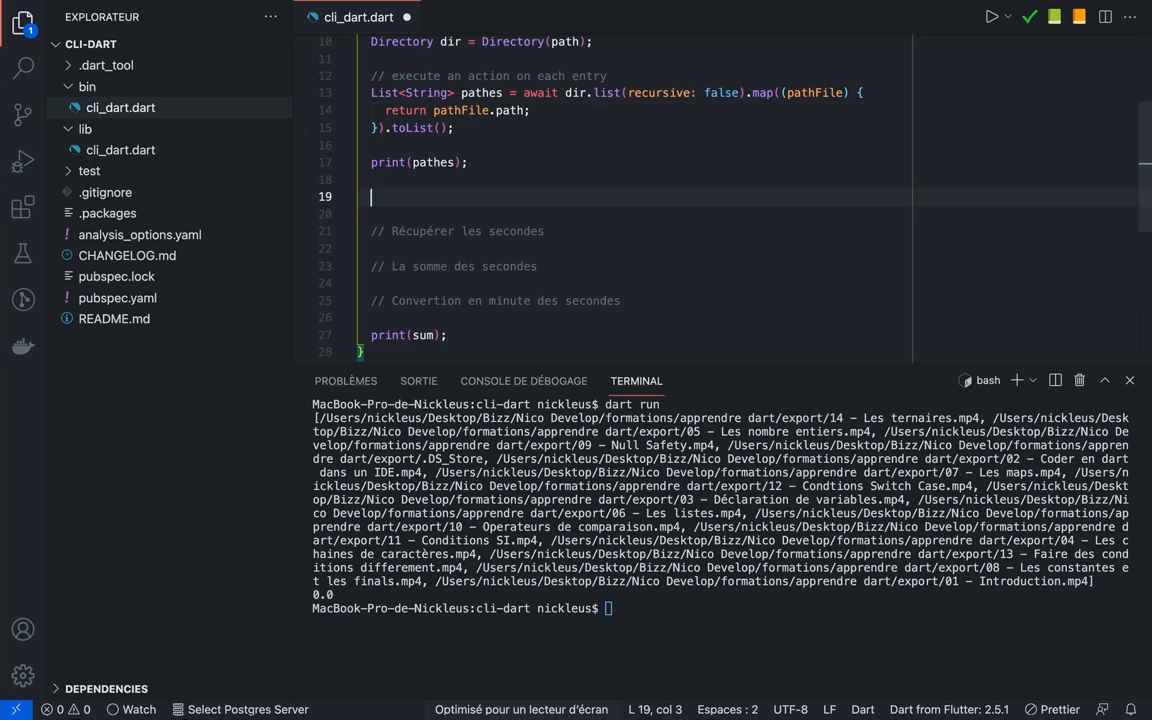 EXPLORATEUR
CLI-DART
.dart_tool
bin
cli_dart.dart
lib
cli_dart.dart
test
.gitignore
.packages
analysis_options.yaml
CHANGELOG.md
pubspec.lock
pubspec.yaml
README.md
DEPENDENCIES
1
cli_dart.dart
10 Directory dir = Directory(path);
11
12 // execute an action on each entry
13 List<String> pathes = await dir.list(recursive: false).map((pathFile) {
14 return pathFile.path;
15 }).toList();
16
17 print(pathes);
18
19
20
21 // Récupérer les secondes
22
23 // La somme des secondes
24
25 // Convertion en minute des secondes
26
27 print(sum);
28 }
PROBLÈMES SORTIE CONSOLE DE DÉBOGAGE TERMINAL bash
MacBook-Pro-de-Nickleus:cli-dart nickleus$ dart run
[/Users/nickleus/Desktop/Bizz/Nico Develop/formations/apprendre dart/export/14 - Les ternaires.mp4, /Users/nickleus/Desk
top/Bizz/Nico Develop/formations/apprendre dart/export/05 - Les nombre entiers.mp4, /Users/nickleus/Desktop/Bizz/Nico De
velop/formations/apprendre dart/export/09 - Null Safety.mp4, /Users/nickleus/Desktop/Bizz/Nico Develop/formations/appren
dre dart/export/.DS_Store, /Users/nickleus/Desktop/Bizz/Nico Develop/formations/apprendre dart/export/02 - Coder en dart
dans un IDE.mp4, /Users/nickleus/Desktop/Bizz/Nico Develop/formations/apprendre dart/export/07 - Les maps.mp4, /Users/n
ickleus/Desktop/Bizz/Nico Develop/formations/apprendre dart/export/12 - Condtions Switch Case.mp4, /Users/nickleus/Deskt
op/Bizz/Nico Develop/formations/apprendre dart/export/03 - Déclaration de variables.mp4, /Users/nickleus/Desktop/Bizz/Ni
co Develop/formations/apprendre dart/export/06 - Les listes.mp4, /Users/nickleus/Desktop/Bizz/Nico Develop/formations/ap
prendre dart/export/10 - Operateurs de comparaison.mp4, /Users/nickleus/Desktop/Bizz/Nico Develop/formations/apprendre d
art/export/11 - Conditions SI.mp4, /Users/nickleus/Desktop/Bizz/Nico Develop/formations/apprendre dart/export/04 - Les c
haines de caractères.mp4, /Users/nickleus/Desktop/Bizz/Nico Develop/formations/apprendre dart/export/13 - Faire des cond
itions differement.mp4, /Users/nickleus/Desktop/Bizz/Nico Develop/formations/apprendre dart/export/08 - Les constantes e
t les finals.mp4, /Users/nickleus/Desktop/Bizz/Nico Develop/formations/apprendre dart/export/01 - Introduction.mp4]
0.0
MacBook-Pro-de-Nickleus:cli-dart nickleus$
0 0 Watch Select Postgres Server Optimisé pour un lecteur d'écran L 19, col 3 Espaces : 2 UTF-8 LF Dart Dart from Flutter: 2.5.1 Prettier